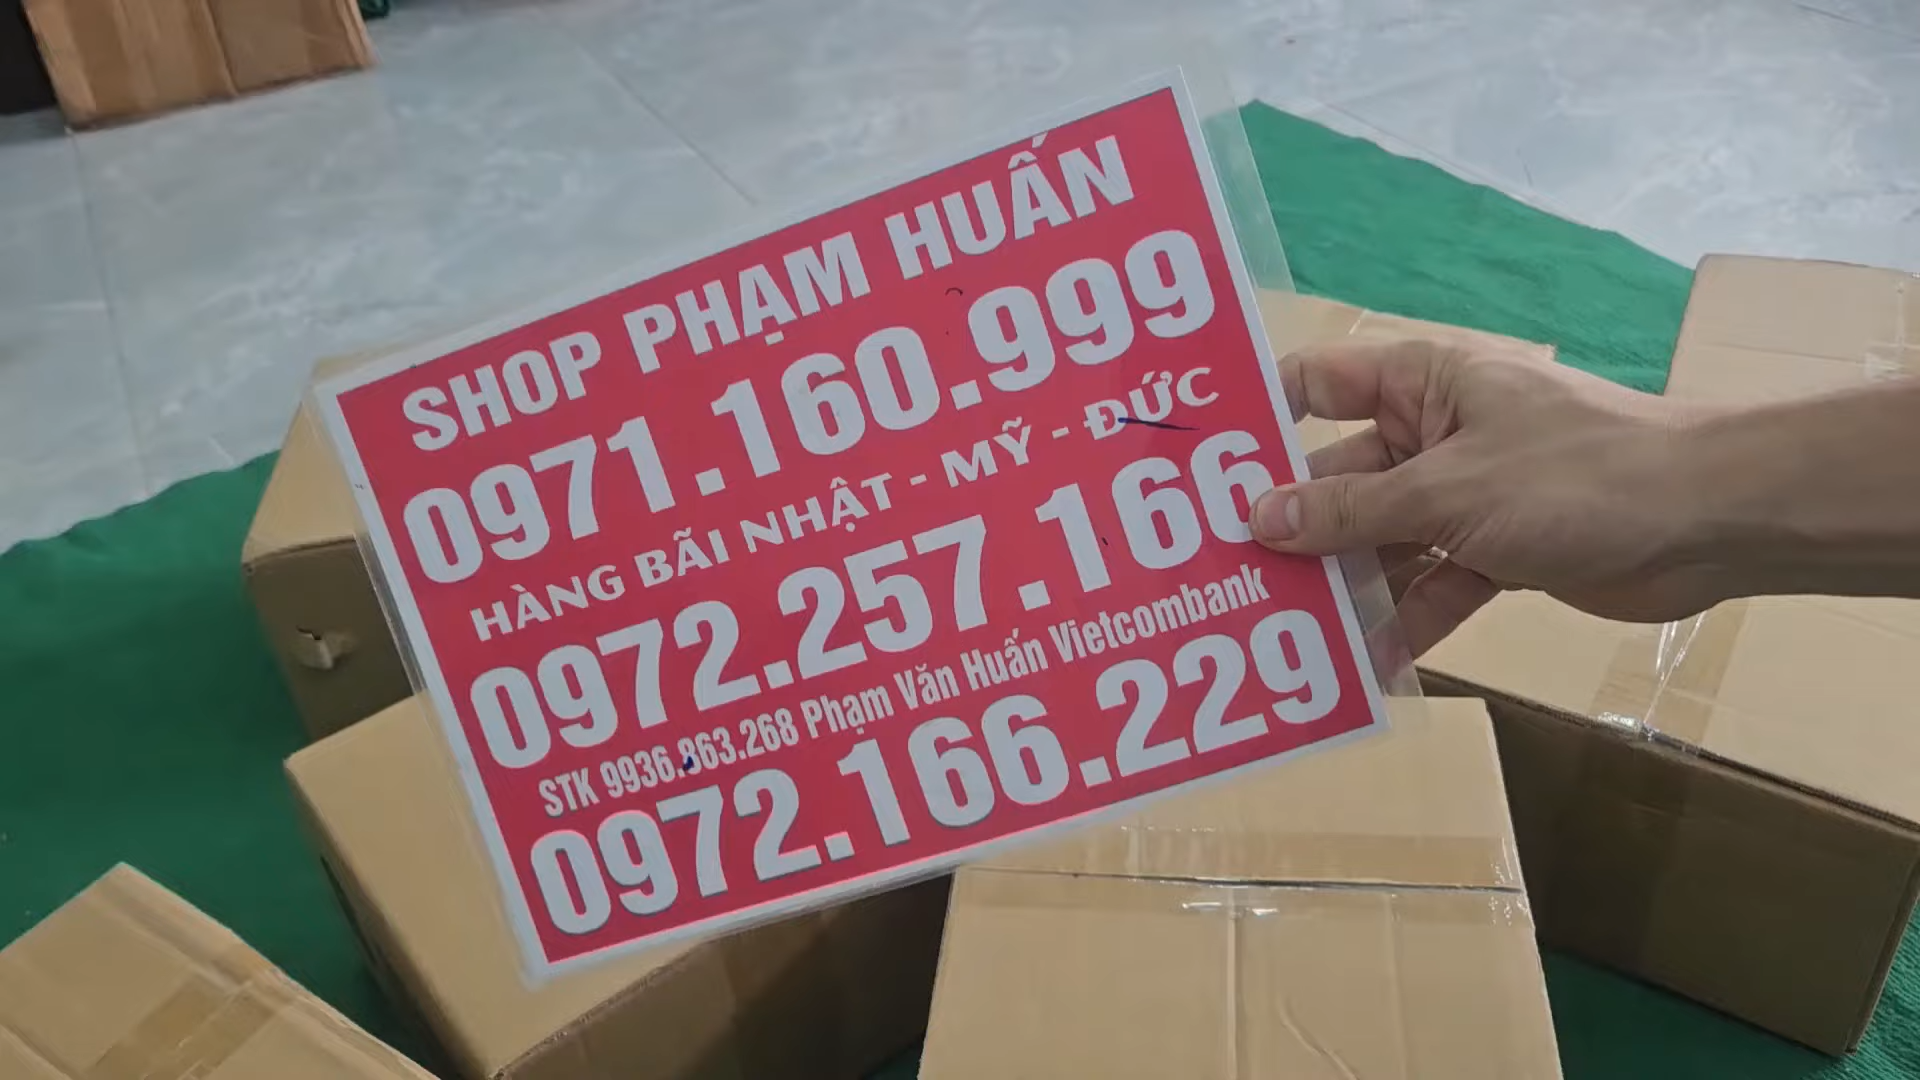 SHOP PHẠM HUẤN
0971.160.999
HÀNG BÃI NHẬT - MỸ - ĐỨC
0972.257.166
STK 9936.863.268 Phạm Văn Huấn Vietcombank
0972.166.229